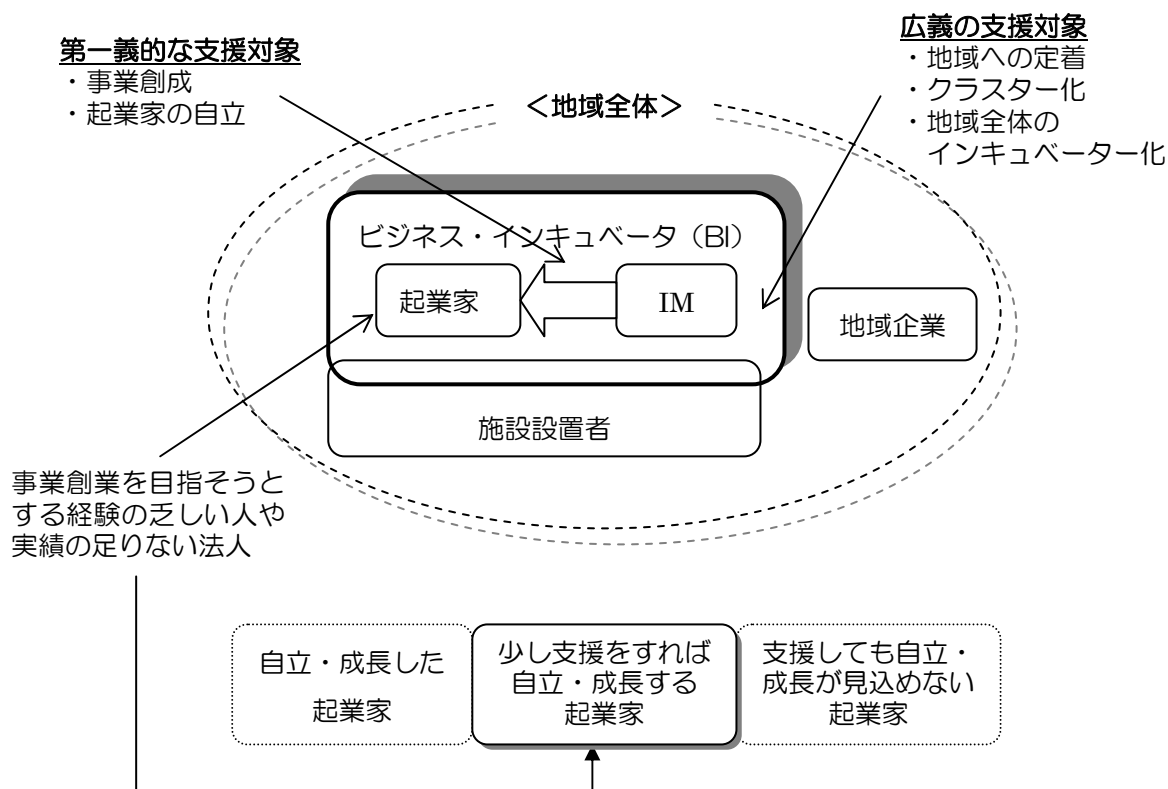 第一義的な支援対象
・事業創成
・起業家の自立
広義の支援対象
・地域への定着
・クラスター化
・地域全体の
インキュベーター化
＜地域全体＞
ビジネス・インキュベータ（BI）
起業家
IM
地域企業
施設設置者
事業創業を目指そうと
する経験の乏しい人や
実績の足りない法人
自立・成長した
起業家
少し支援をすれば
自立・成長する
起業家
支援しても自立・
成長が見込めない
起業家